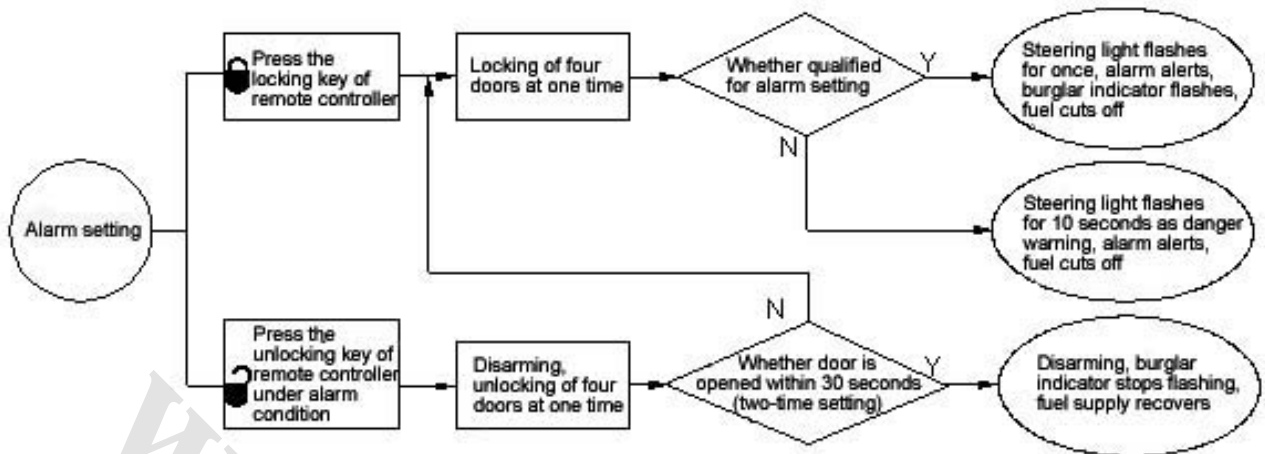 Alarm setting
Press the
locking key of
remote controller
Locking of four
doors at one time
Whether qualified
for alarm setting
Y
Steering light flashes
for once, alarm alerts,
burglar indicator flashes,
fuel cuts off
N
Steering light flashes
for 10 seconds as danger
warning, alarm alerts,
fuel cuts off
Press the
unlocking key of
remote controller
under alarm
condition
Disarming,
unlocking of four
doors at one time
N
Whether door is
opened within 30 seconds
(two-time setting)
Y
Disarming, burglar
indicator stops flashing,
fuel supply recovers